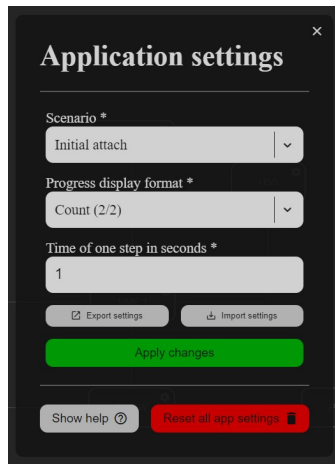 Application settings
Scenario *
Initial attach
Progress display format *
Count (2/2)
Time of one step in seconds *
1
Export settings
Import settings
Apply changes
Show help
Reset all app settings